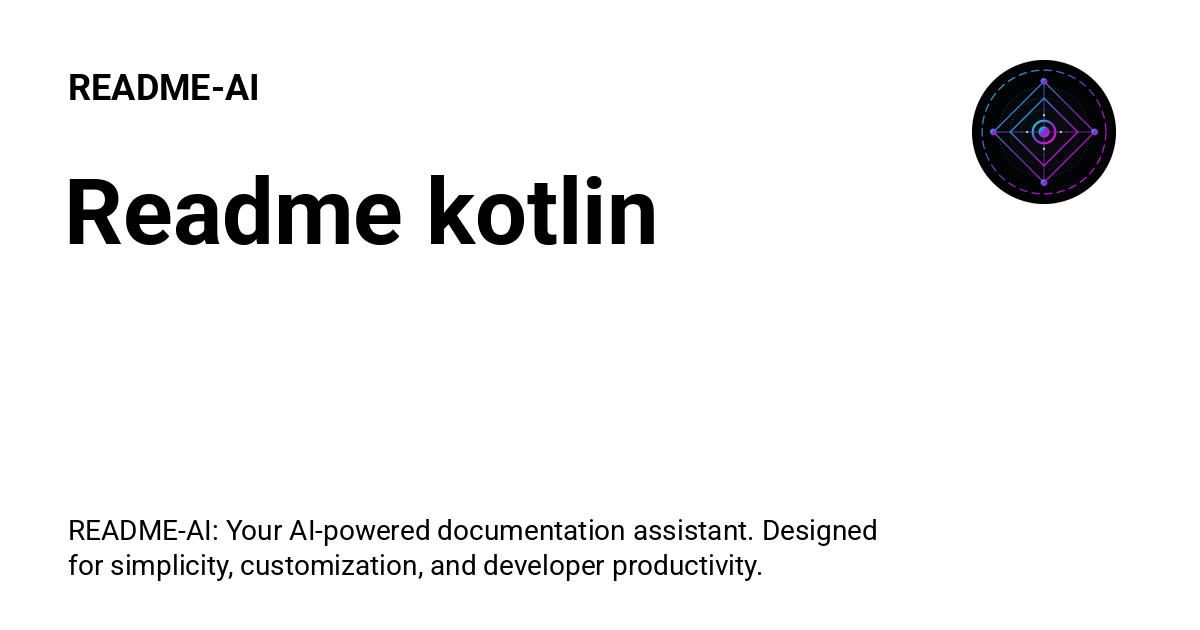 README-AI
Readme kotlin
README-AI: Your AI-powered documentation assistant. Designed
for simplicity, customization, and developer productivity.